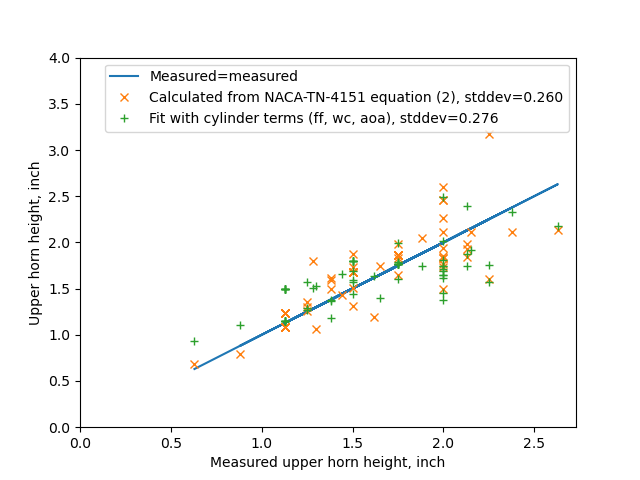 Measured=measured
Calculated from NACA-TN-4151 equation (2), stddev=0.260
Fit with cylinder terms (ff, wc, aoa), stddev=0.276
4.0
3.5
3.0
2.5
2.0
1.5
1.0
0.5
0.0
Upper horn height, inch
0.0 0.5 1.0 1.5 2.0 2.5
Measured upper horn height, inch